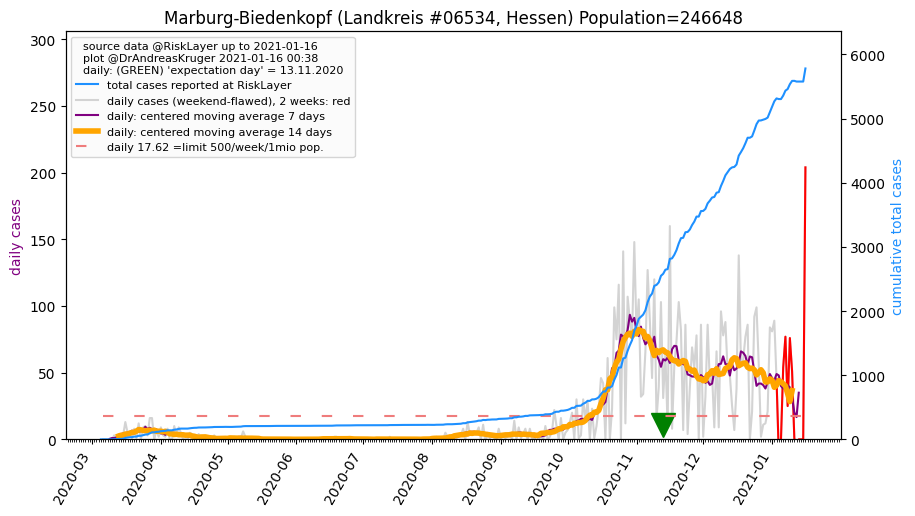 Marburg-Biedenkopf (Landkreis #06534, Hessen) Population=246648
source data @RiskLayer up to 2021-01-16
plot @DrAndreasKruger 2021-01-16 00:38
daily: (GREEN) 'expectation day' = 13.11.2020
total cases reported at RiskLayer
daily cases (weekend-flawed), 2 weeks: red
daily: centered moving average 7 days
daily: centered moving average 14 days
daily 17.62 =limit 500/week/1mio pop.
daily cases
300
250
200
150
100
50
0
cumulative total cases
6000
5000
4000
3000
2000
1000
0
2020-03
2020-04
2020-05
2020-06
2020-07
2020-08
2020-09
2020-10
2020-11
2020-12
2021-01